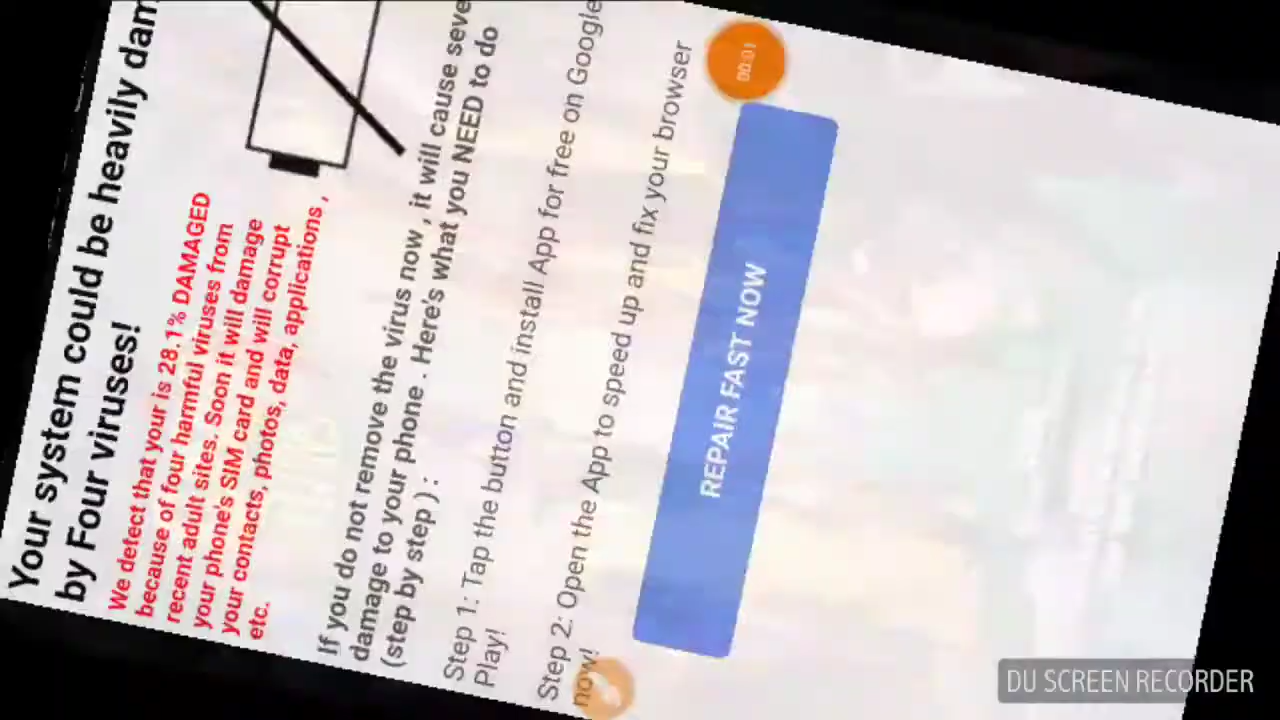 Your system could be heavily dam
by Four viruses!
We detect that your is 28.1% DAMAGED
because of four harmful viruses from
recent adult sites. Soon it will damage
your phone's SIM card and will corrupt
your contacts, photos, data, applications ,
etc.
If you do not remove the virus now , it will cause seve
damage to your phone . Here's what you NEED to do
(step by step ) :
Step 1: Tap the button and install App for free on Google
Play!
Step 2: Open the App to speed up and fix your browser
now!
REPAIR FAST NOW
00:01
DU SCREEN RECORDER